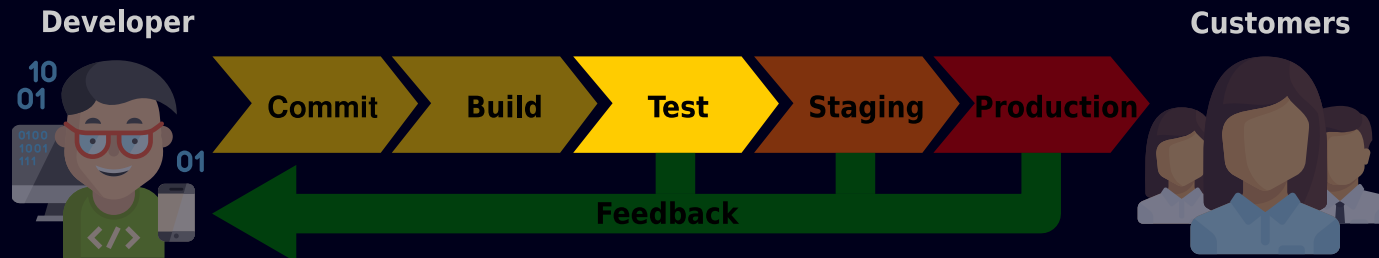 Developer
Customers
10
01
0100
1001
111
01
</>
Commit
Build
Test
Staging
Production
Feedback